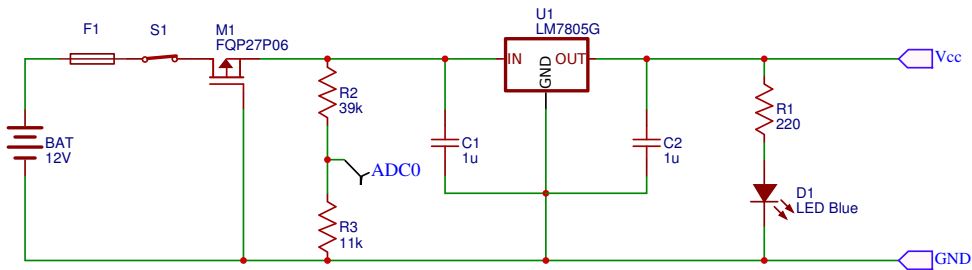 F1
S1
M1
FQP27P06
U1
LM7805G
IN
GND
OUT
Vcc
R2
39k
R1
220
BAT
12V
C1
1u
C2
1u
ADC0
D1
LED Blue
R3
11k
GND